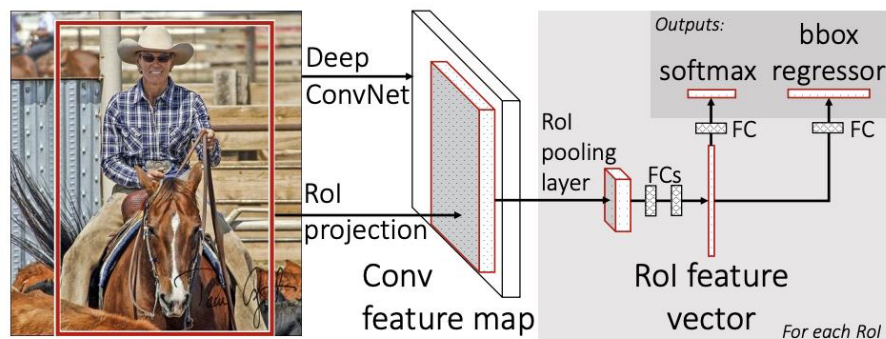 Deep
ConvNet
RoI
projection
Conv
feature map
RoI
pooling
layer
FCs
RoI feature
vector
Outputs:
softmax
bbox
regressor
FC
FC
For each RoI